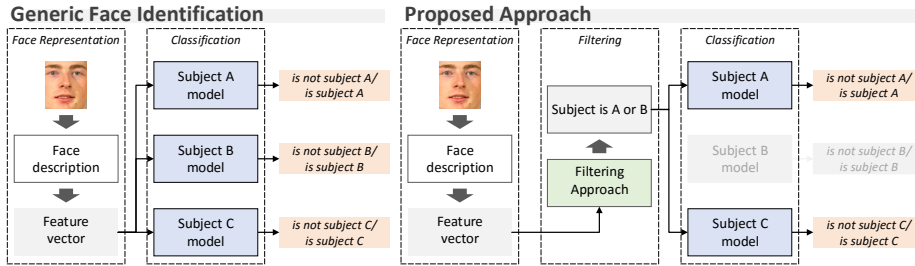 Generic Face Identification
Face Representation
Classification
Face
description
Feature
vector
Subject A
model
is not subject A/
is subject A
Subject B
model
is not subject B/
is subject B
Subject C
model
is not subject C/
is subject C
Proposed Approach
Face Representation
Filtering
Classification
Face
description
Feature
vector
Subject is A or B
Filtering
Approach
Subject A
model
is not subject A/
is subject A
Subject B
model
is not subject B/
is subject B
Subject C
model
is not subject C/
is subject C